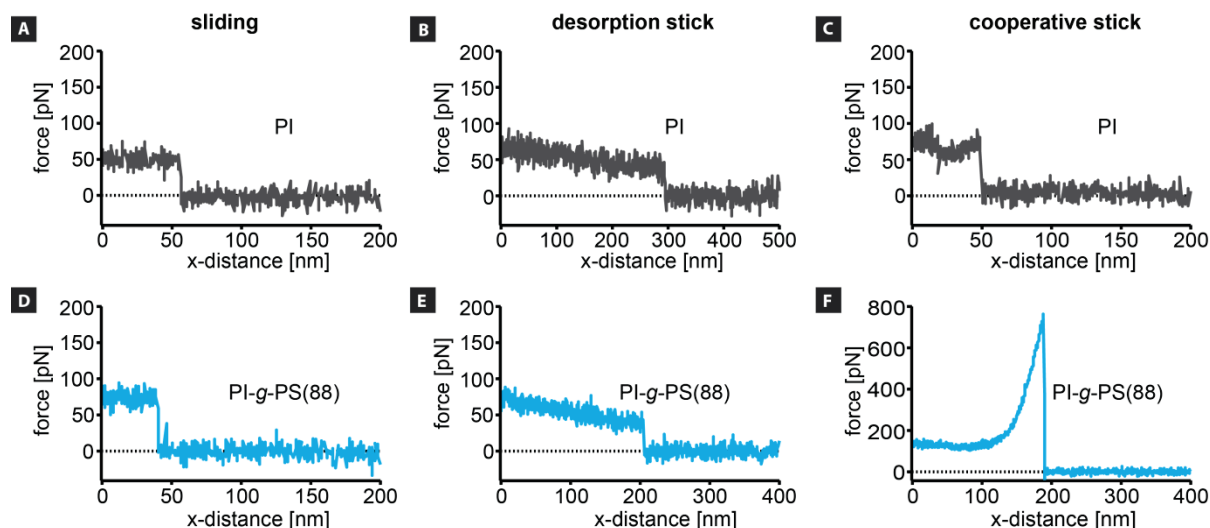 A sliding
200
150
100
50
0
force [pN]
PI
0 50 100 150 200
x-distance [nm]
B desorption stick
200
150
100
50
0
force [pN]
PI
0 100 200 300 400 500
x-distance [nm]
C cooperative stick
200
150
100
50
0
force [pN]
PI
0 50 100 150 200
x-distance [nm]
D
200
150
100
50
0
force [pN]
PI-g-PS(88)
0 50 100 150 200
x-distance [nm]
E
200
150
100
50
0
force [pN]
PI-g-PS(88)
0 100 200 300 400
x-distance [nm]
F
800
600
400
200
0
force [pN]
PI-g-PS(88)
0 100 200 300 400
x-distance [nm]